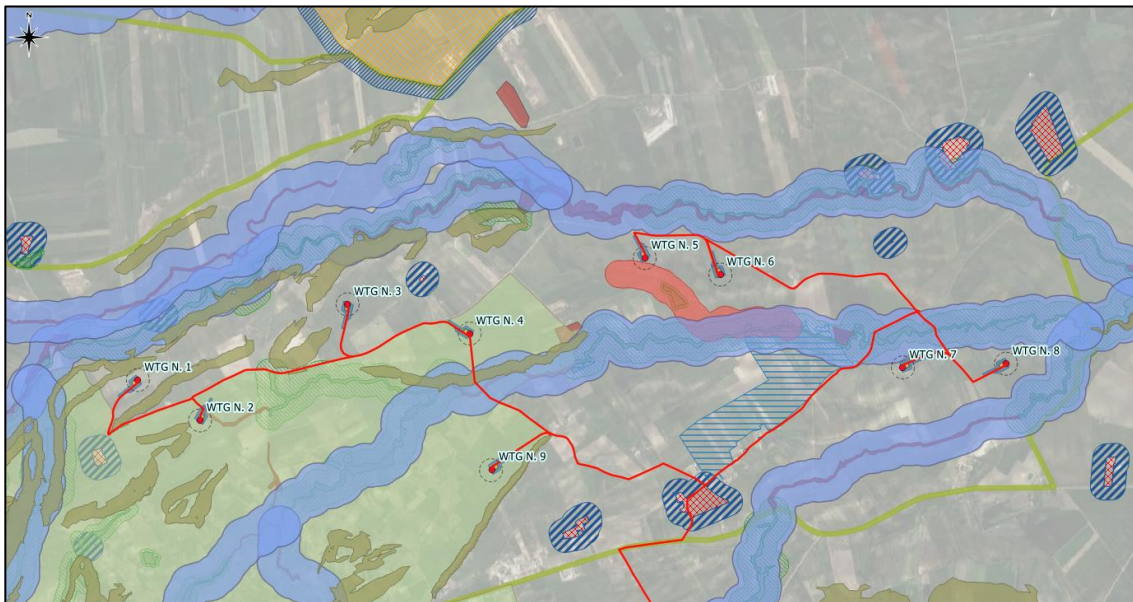 N
WTG N. 5
WTG N. 6
WTG N. 3
WTG N. 4
WTG N. 7
WTG N. 8
WTG N. 1
WTG N. 2
WTG N. 9